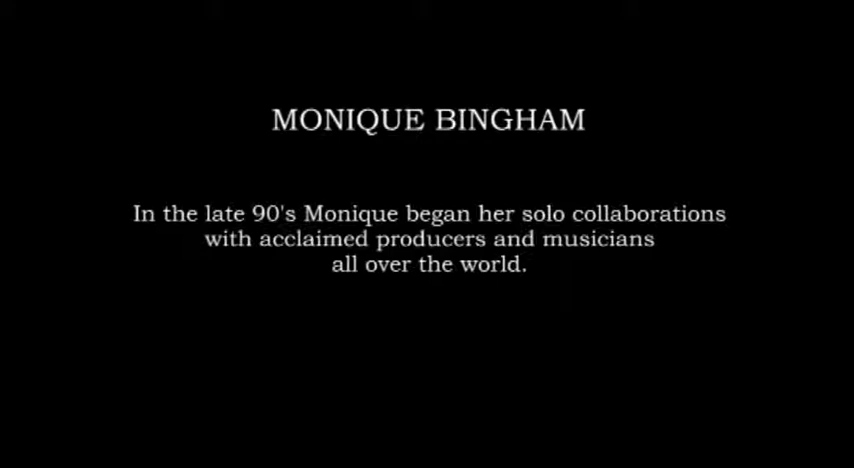 MONIQUE BINGHAM
In the late 90's Monique began her solo collaborations
with acclaimed producers and musicians
all over the world.